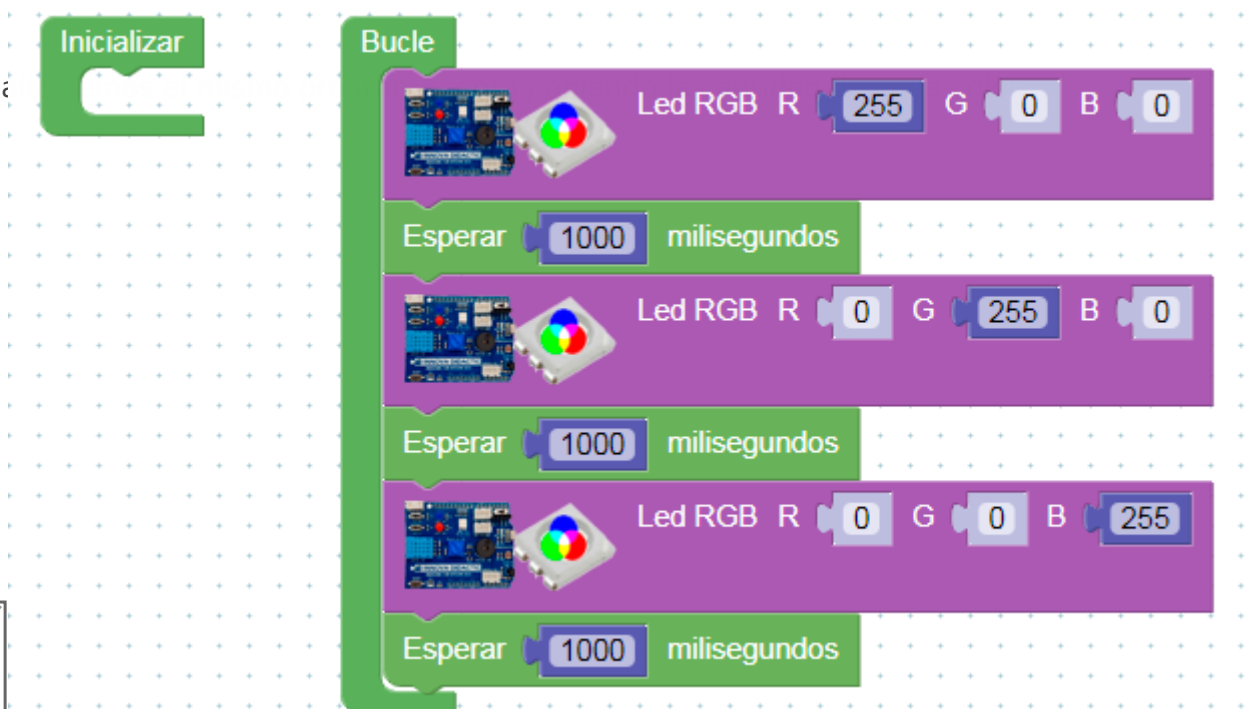 Inicializar
Bucle
Led RGB R 255 G 0 B 0
Esperar 1000 milisegundos
Led RGB R 0 G 255 B 0
Esperar 1000 milisegundos
Led RGB R 0 G 0 B 255
Esperar 1000 milisegundos